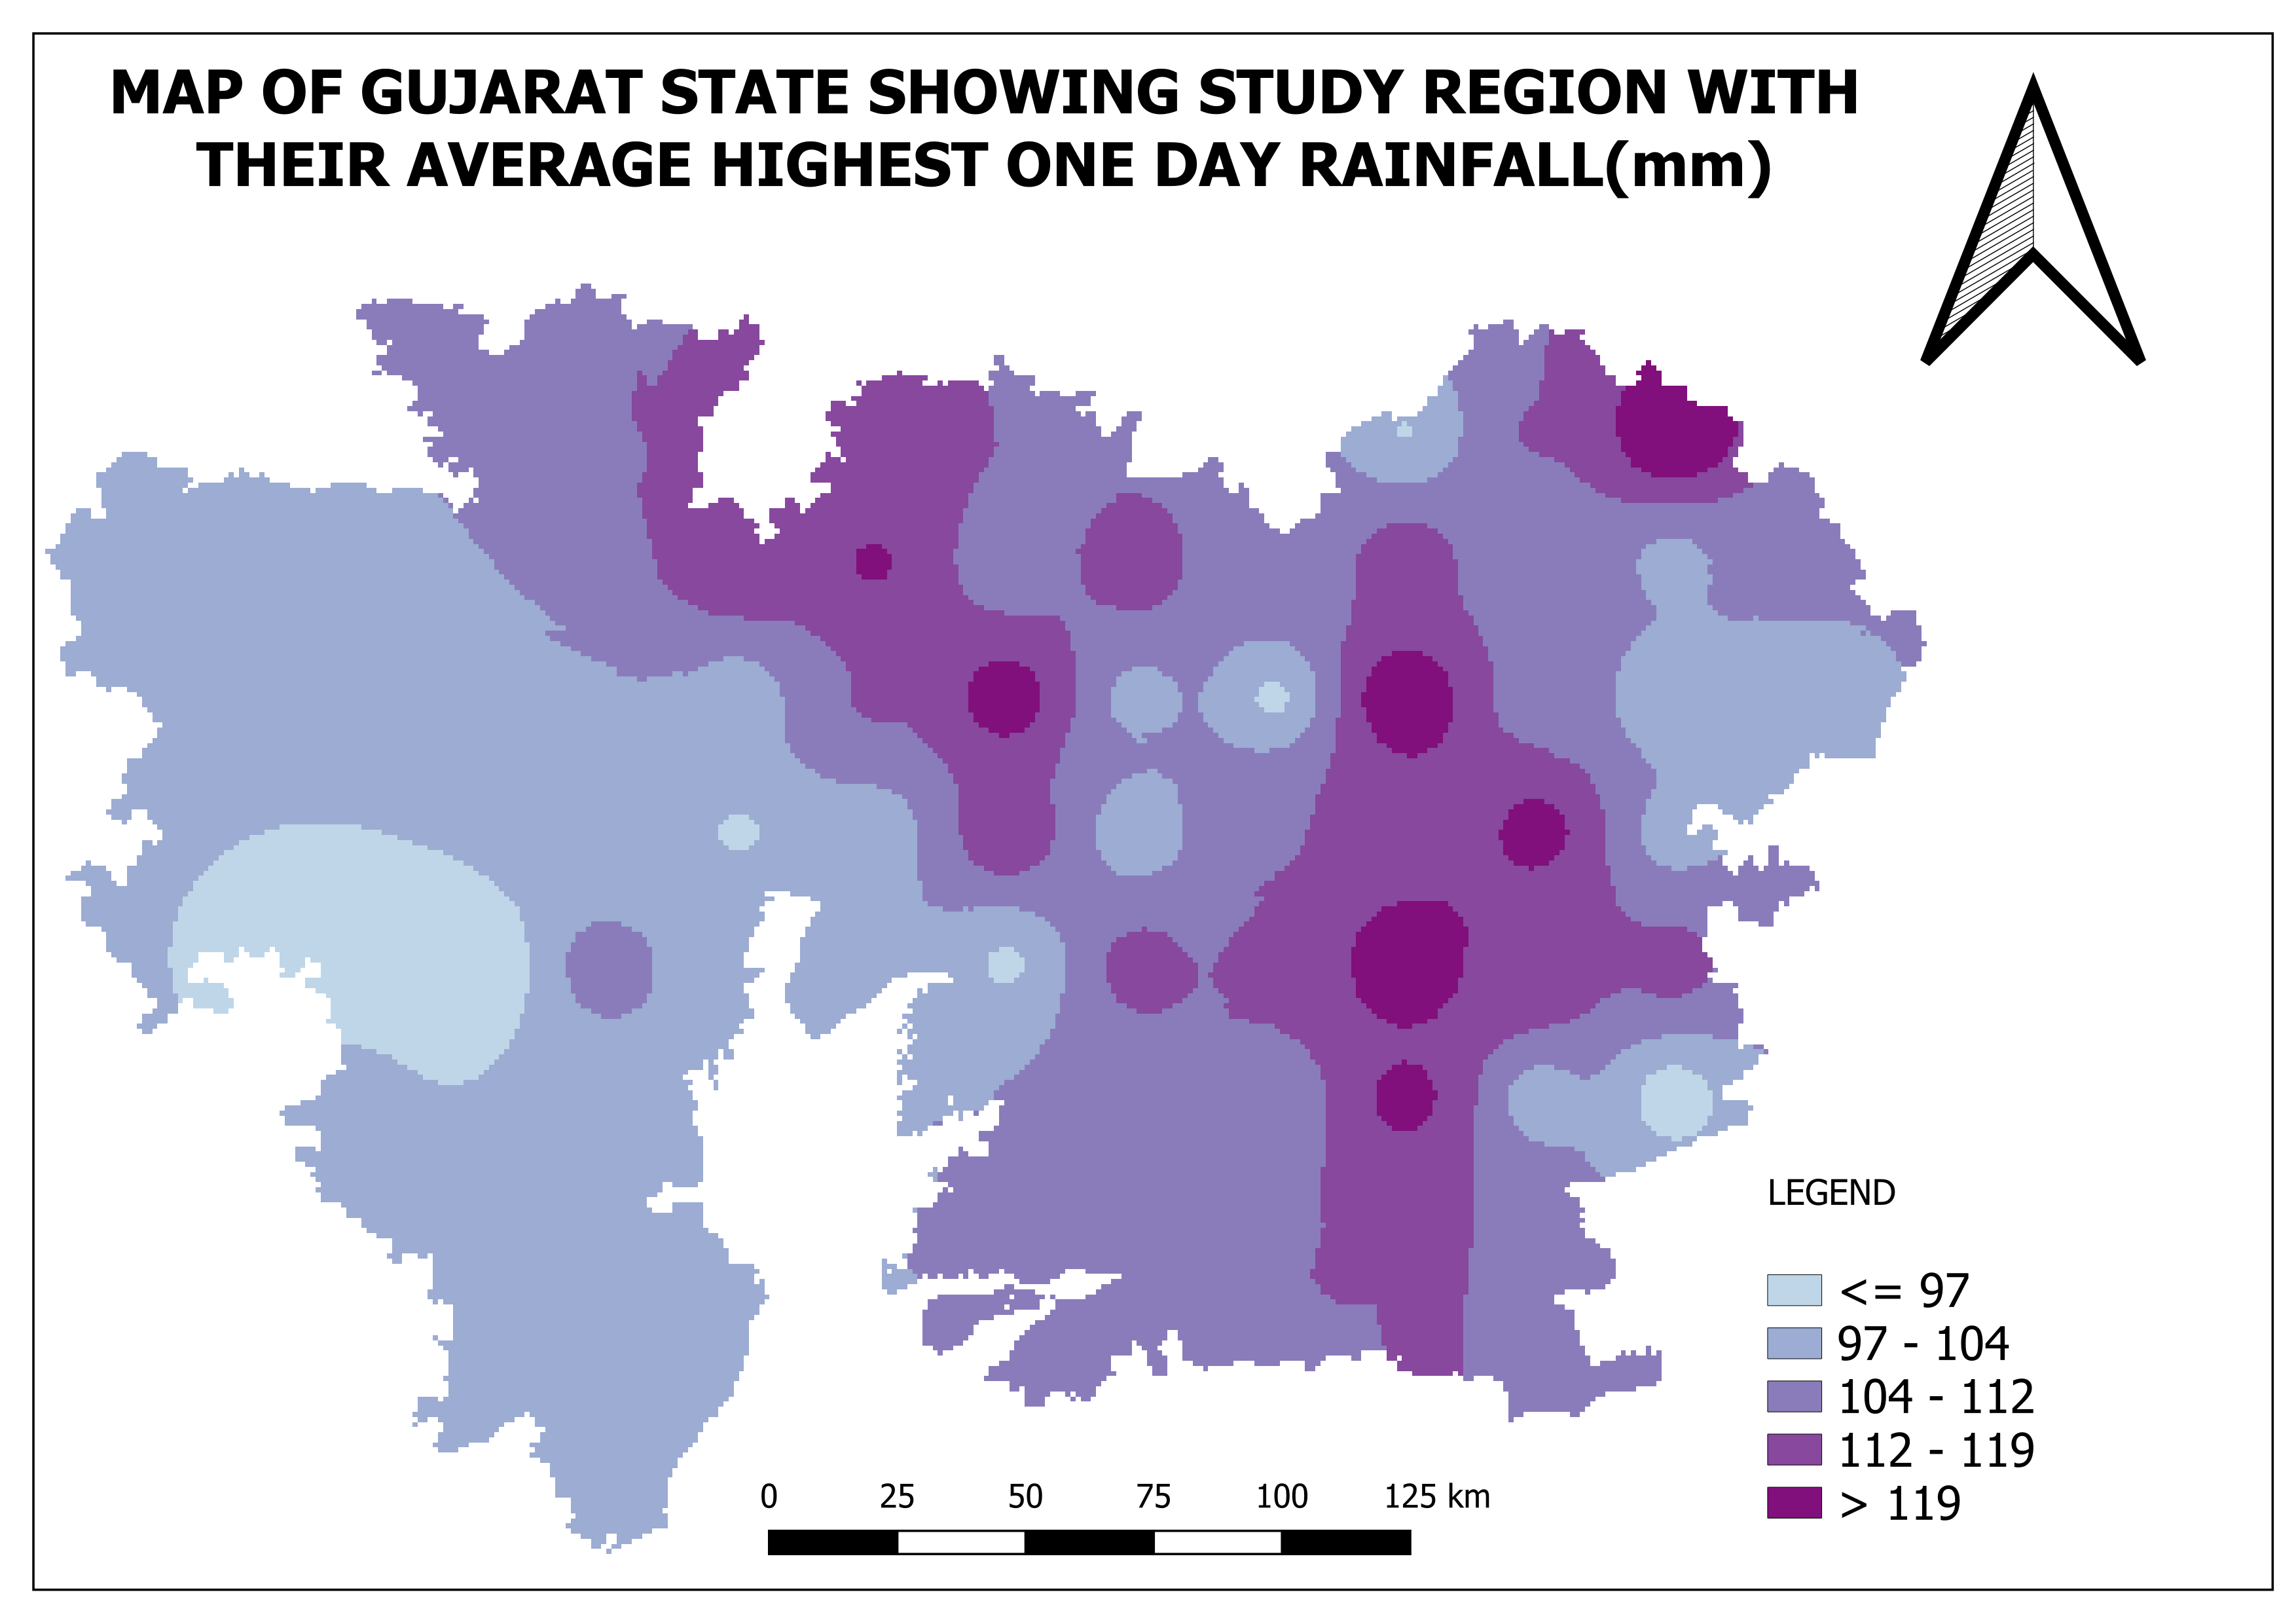 MAP OF GUJARAT STATE SHOWING STUDY REGION WITH
THEIR AVERAGE HIGHEST ONE DAY RAINFALL(mm)
LEGEND
<= 97
97 - 104
104 - 112
112 - 119
> 119
0 25 50 75 100 125 km